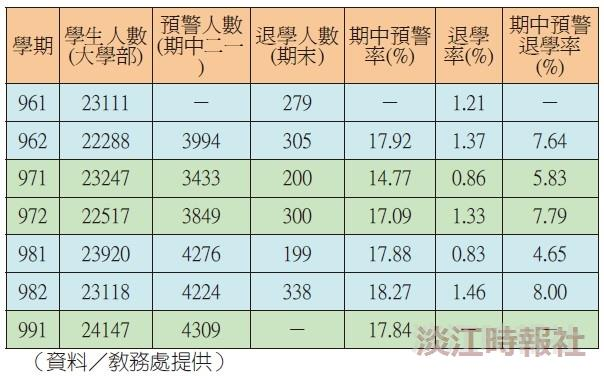 學期 學生人數(大學部) 預警人數(期中二一) 退學人數(期末) 期中預警率(%) 退學率(%) 期中預警退學率(%)
961 23111 － 279 － 1.21 －
962 22288 3994 305 17.92 1.37 7.64
971 23247 3433 200 14.77 0.86 5.83
972 22517 3849 300 17.09 1.33 7.79
981 23920 4276 199 17.88 0.83 4.65
982 23118 4224 338 18.27 1.46 8.00
991 24147 4309 － 17.84 － －
（資料／教務處提供）
淡江時報社